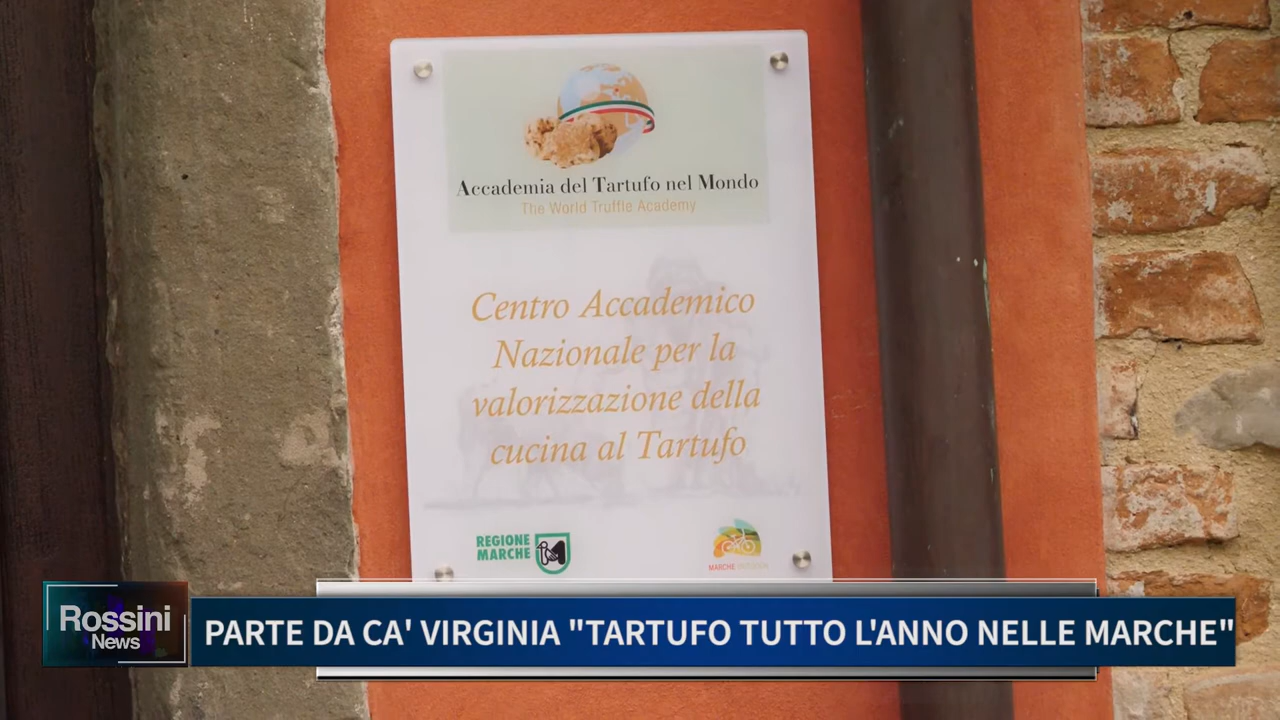 Accademia del Tartufo nel Mondo
The World Truffle Academy
Centro Accademico
Nazionale per la
valorizzazione della
cucina al Tartufo
REGIONE
MARCHE
MARCHE
Rossini
News
PARTE DA CA' VIRGINIA "TARTUFO TUTTO L'ANNO NELLE MARCHE"